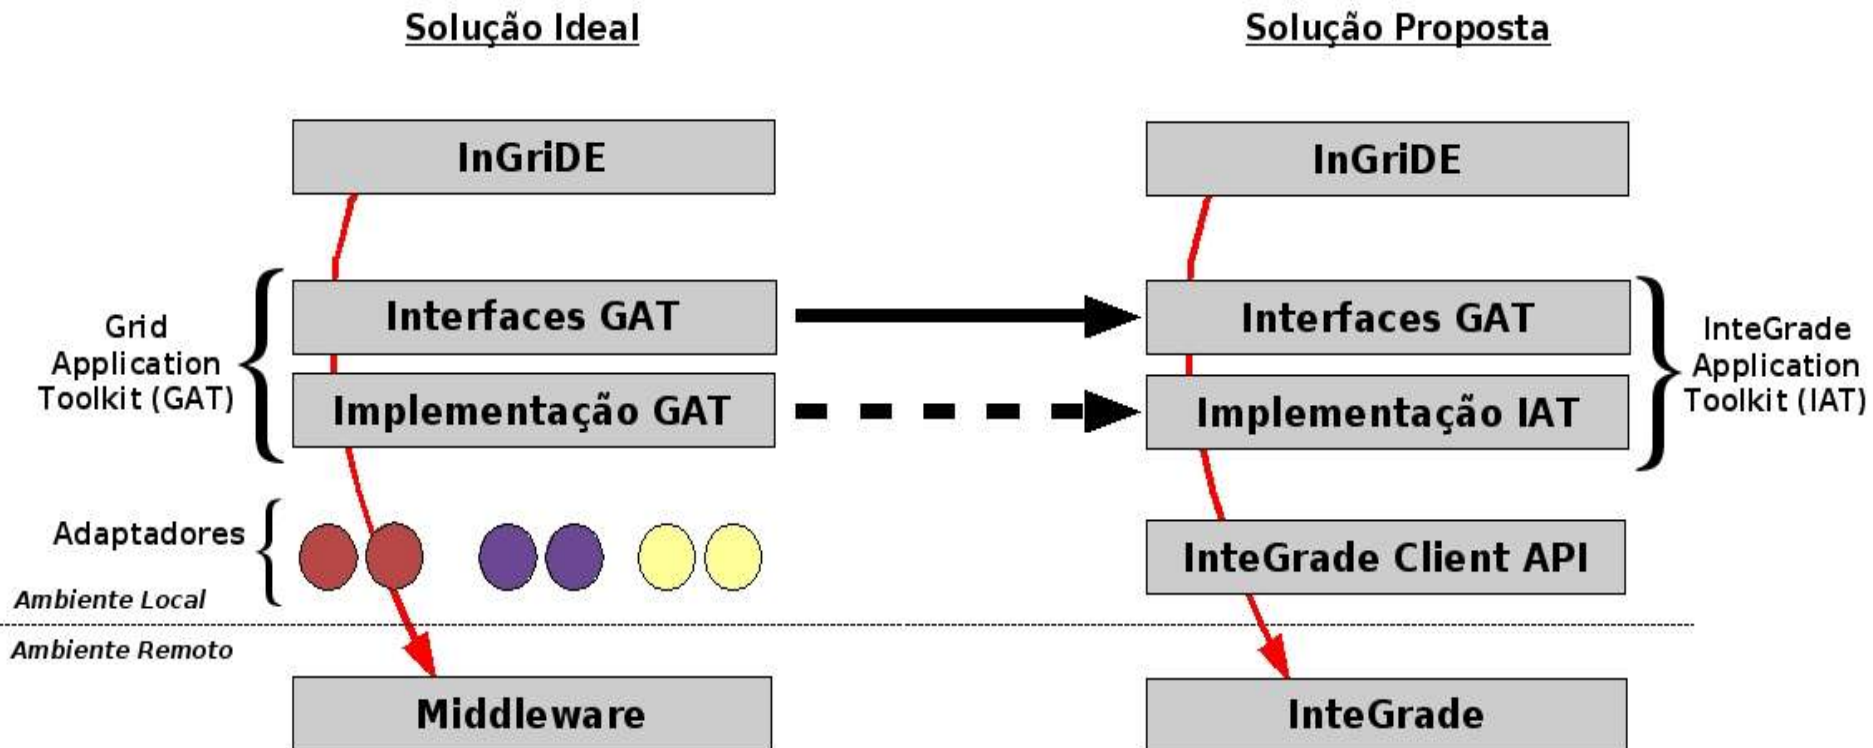 Solução Ideal
Solução Proposta
InGriDE
InGriDE
Grid
Application
Toolkit (GAT)
Interfaces GAT
Interfaces GAT
Implementação GAT
Implementação IAT
InteGrade
Application
Toolkit (IAT)
Adaptadores
InteGrade Client API
Ambiente Local
Ambiente Remoto
Middleware
InteGrade